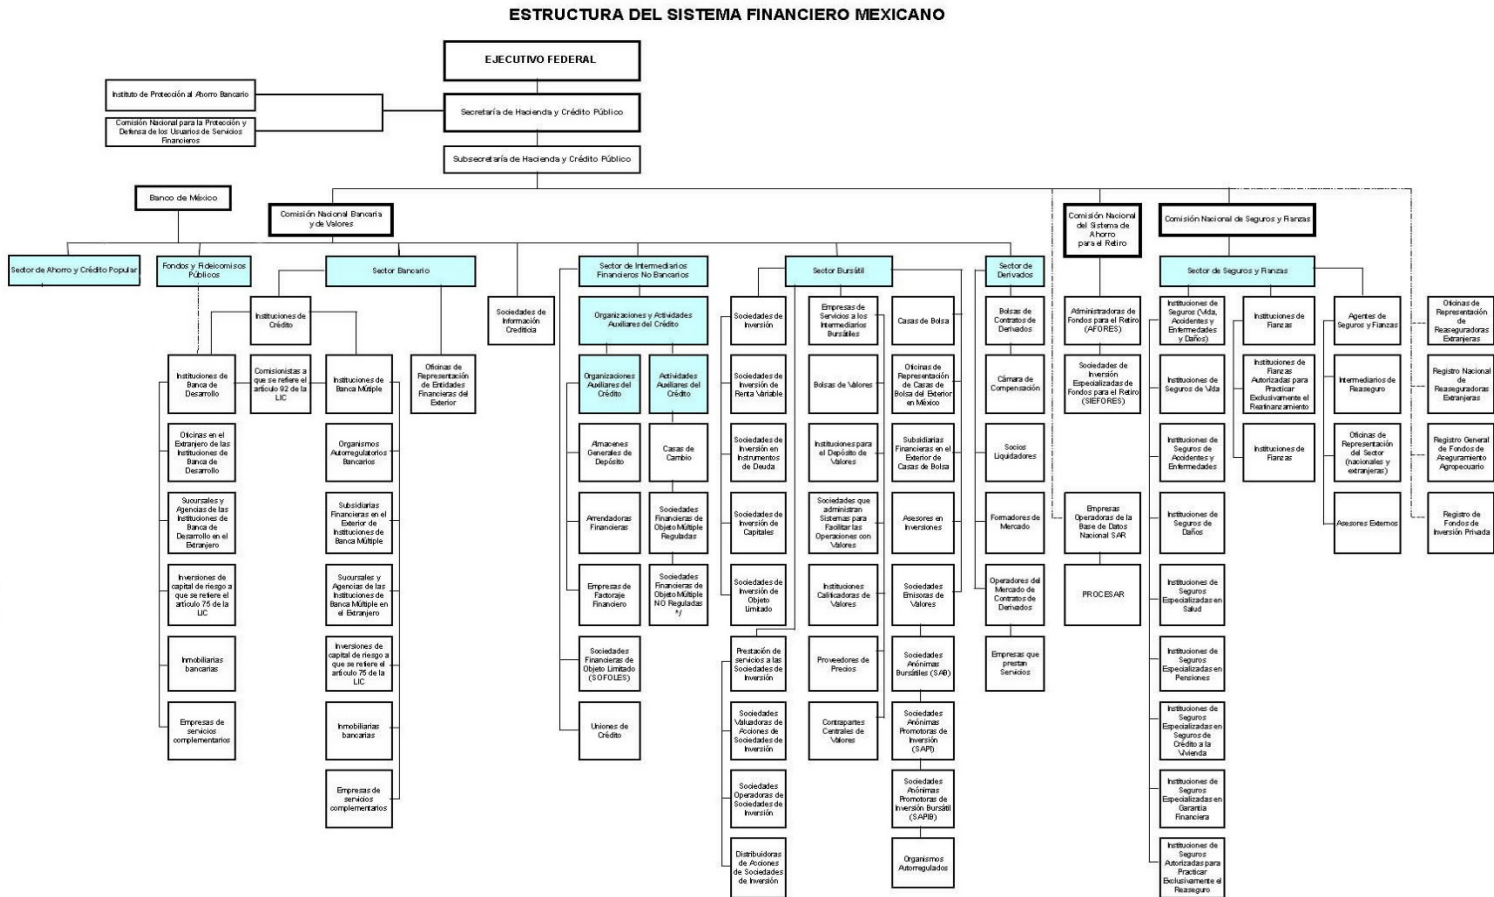 ESTRUCTURA DEL SISTEMA FINANCIERO MEXICANO
EJECUTIVO FEDERAL
Instituto de Protección al Ahorro Bancario
Secretaría de Hacienda y Crédito Público
Comisión Nacional para la Protección y
Defensa de los Usuarios de Servicios
Financieros
Subsecretaría de Hacienda y Crédito Público
Banco de México
Comisión Nacional Bancaria
y de Valores
Comisión Nacional
del Sistema de
Ahorro
para el Retiro
Comisión Nacional de Seguros y Fianzas
Sector de Ahorro y Crédito Popular
Fondos y Fideicomisos
Públicos
Sector Bancario
Sector de Intermediarios
Financieros No Bancarios
Sector Bursátil
Sector de
Derivados
Sector de Seguros y Fianzas
Instituciones de
Crédito
Sociedades de
Información
Crediticia
Organizaciones y Actividades
Auxiliares del Crédito
Sociedades de
Inversión
Empresas de
Servicios a los
Intermediarios
Bursátiles
Casas de Bolsa
Bolsas de
Contratos de
Derivados
Administradoras de
Fondos para el Retiro
(AFORES)
Instituciones de
Seguros (Vida,
Accidentes y
Enfermedades
y Daños)
Instituciones de
Fianzas
Agentes de
Seguros y Fianzas
Oficinas de
Representación de
Reaseguradoras
Extranjeras
Instituciones de
Banca de
Desarrollo
Comisionistas a
que se refiere el
artículo 92 de la
LIC
Instituciones de
Banca Mútiple
Oficinas de
Representación
de Entidades
Financieras del
Exterior
Organizaciones
Auxiliares del
Crédito
Actividades
Auxiliares del
Crédito
Sociedades de
Inversión de
Renta Variable
Bolsas de Valores
Oficinas de
Representación
de Casas de
Bolsa del Exterior
en México
Cámara de
Compensación
Sociedades de
Inversión
Especializadas de
Fondos para el Retiro
(SIEFORES)
Instituciones de
Seguros de Vida
Instituciones de
Fianzas
Autorizadas para
Practicar
Exclusivamente el
Reafinanzamiento
Intermediarios de
Reaseguro
Registro Nacional
de
Reaseguradoras
Extranjeras
Oficinas en el
Extranjero de las
Instituciones de
Banca de
Desarrollo
Organismos
Autorregulatorios
Bancarios
Almacenes
Generales de
Depósito
Casas de
Cambio
Sociedades de
Inversión en
Instrumentos
de Deuda
Instituciones para
el Depósito de
Valores
Subsidiarias
Financieras en el
Exterior de Casas
de Bolsa
Socios
Liquidadores
Instituciones de
Seguros de
Accidentes y
Enfermedades
Instituciones de
Fianzas
Oficinas de
Representación
del Sector
(nacionales y
extranjeras)
Registro General
de Fondos de
Aseguramiento
Agropecuario
Sucursales y
Agencias de las
Instituciones de
Banca de
Desarrollo en el
Extranjero
Subsidiarias
Financieras en el
Exterior de
Instituciones de
Banca Múltiple
Arrendadoras
Financieras
Sociedades
Financieras de
Objeto Múltiple
Reguladas
Sociedades de
Inversión de
Capitales
Sociedades que
administran
Sistemas para
Facilitar las
Operaciones con
Valores
Asesores en
Inversiones
Formadores de
Mercado
Empresas
Operadoras de la
Base de Datos
Nacional SAR
Instituciones de
Seguros de
Daños
Asesores Externos
Registro de
Fondos de
Inversión Privada
Inversiones de
capital de riesgo a
que se refiere el
artículo 75 de la
LIC
Sucursales y
Agencias de las
Instituciones de
Banca Múltiple en
el Extranjero
Empresas de
Factoraje
Financiero
Sociedades
Financieras de
Objeto Múltiple
NO Reguladas
*/
Sociedades de
Inversión de
Objeto Limitado
Instituciones
Calificadoras de
Valores
Sociedades
Emisoras de
Valores
Operadores del
Mercado de
Contratos de
Derivados
PROCESAR
Instituciones de
Seguros
Especializadas en
Salud
Inmobiliarias
bancarias
Inversiones de
capital de riesgo a
que se refiere el
artículo 75 de la
LIC
Sociedades
Financieras de
Objeto Limitado
(SOFOLES)
Prestación de
servicios a las
Sociedades de
Inversión
Proveedores de
Precios
Sociedades
Anónimas
Bursátiles (SAB)
Empresas que
prestan
Servicios
Instituciones de
Seguros
Especializadas en
Pensiones
Empresas de
servicios
complementarios
Inmobiliarias
bancarias
Uniones de
Crédito
Sociedades
Valuadoras de
Acciones de
Sociedades de
Inversión
Contrapartes
Centrales de
Valores
Sociedades
Anónimas
Promotoras de
Inversión
(SAPI)
Instituciones de
Seguros
Especializadas en
Seguros de
Crédito a la
Vivienda
Empresas de
servicios
complementarios
Sociedades
Operadoras de
Sociedades de
Inversión
Sociedades
Anónimas
Promotoras de
Inversión Bursátil
(SAPIB)
Instituciones de
Seguros
Especializadas en
Garantía
Financiera
Distribuidoras
de Acciones
de Sociedades
de Inversión
Organismos
Autorregulados
Instituciones de
Seguros
Autorizadas para
Practicar
Exclusivamente el
Reaseguro